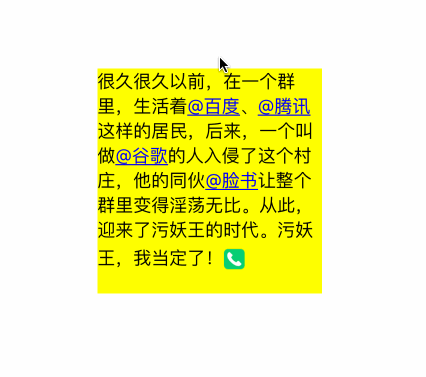 很久很久以前，在一个群
里，生活着@百度、@腾讯
这样的居民，后来，一个叫
做@谷歌的人入侵了这个村
庄，他的同伙@脸书让整个
群里变得淫荡无比。从此，
迎来了污妖王的时代。污妖
王，我当定了！